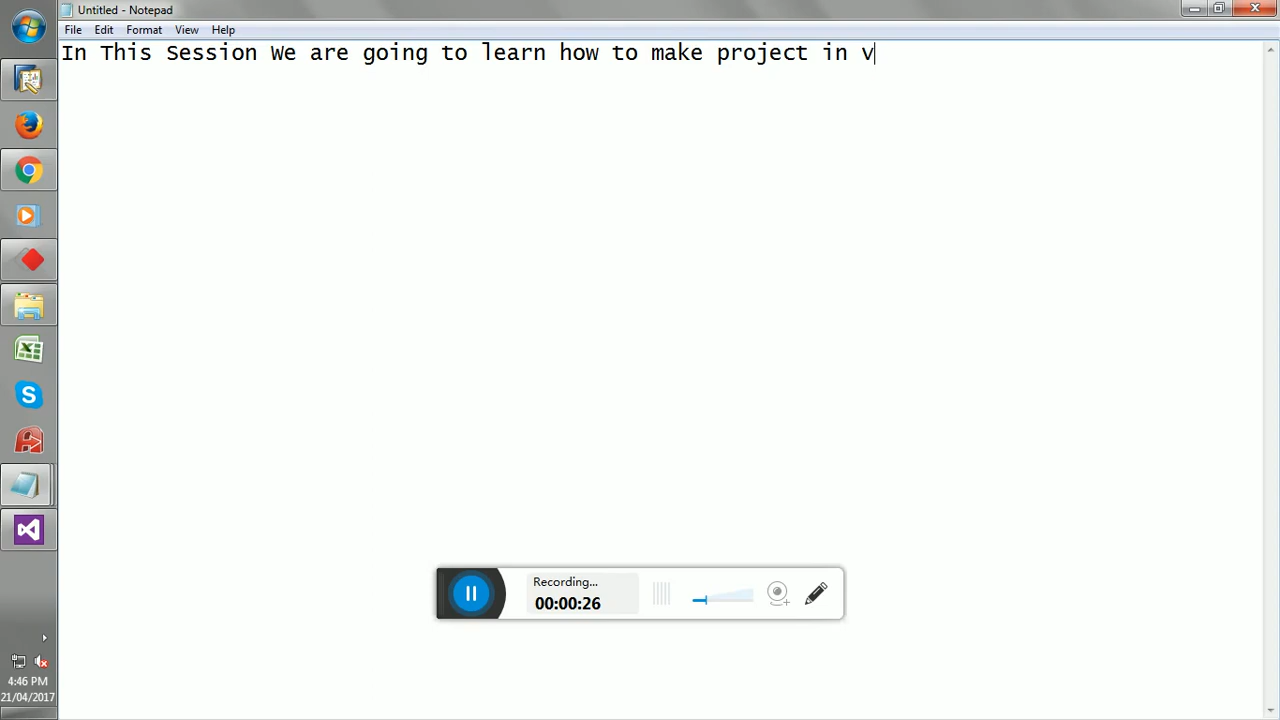 Untitled - Notepad
File Edit Format View Help
In This Session We are going to learn how to make project in v
Recording...
00:00:26
4:46 PM
21/04/2017